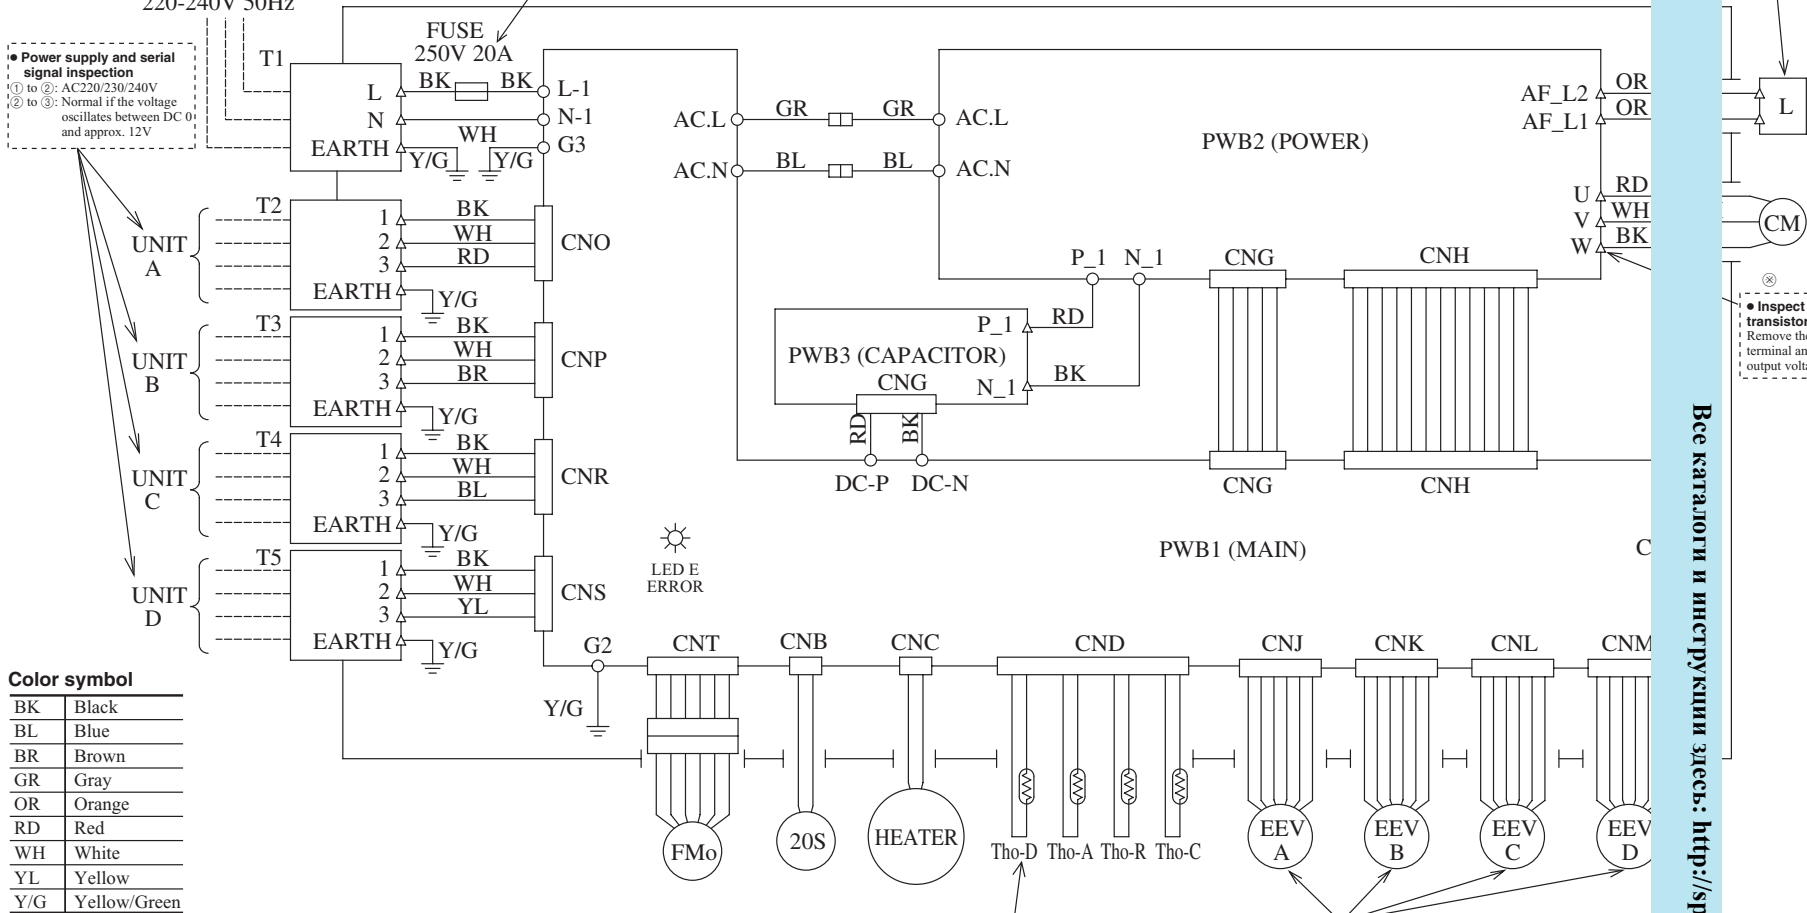 220-240V 50Hz
● Power supply and serial
signal inspection
① to ②: AC220/230/240V
② to ③: Normal if the voltage
oscillates between DC 0
and approx. 12V
FUSE
250V 20A
T1
L
BK
BK
L-1
N
N-1
WH
EARTH
Y/G
Y/G
G3
AC.L
GR
GR
AC.L
AC.N
BL
BL
AC.N
PWB2 (POWER)
AF_L2
OR
AF_L1
OR
L
U
RD
V
WH
W
BK
CM
T2
UNIT
A
1
BK
2
WH
3
RD
EARTH
Y/G
CNO
T3
UNIT
B
1
BK
2
WH
3
BR
EARTH
Y/G
CNP
T4
UNIT
C
1
BK
2
WH
3
BL
EARTH
Y/G
CNR
T5
UNIT
D
1
BK
2
WH
3
YL
EARTH
Y/G
CNS
P_1 N_1
CNG
CNH
P_1
RD
PWB3 (CAPACITOR)
CNG
N_1
BK
RD
BK
DC-P DC-N
CNG
CNH
※
● Inspect
transistor
Remove the
terminal an
output volta
LED E
ERROR
PWB1 (MAIN)
C
G2
Y/G
CNT
CNB
CNC
CND
CNJ
CNK
CNL
CNM
FMo
20S
HEATER
Tho-D Tho-A Tho-R Tho-C
EEV
A
EEV
B
EEV
C
EEV
D
Color symbol
BK Black
BL Blue
BR Brown
GR Gray
OR Orange
RD Red
WH White
YL Yellow
Y/G Yellow/Green
Все каталоги и инструкции здесь: http://sp